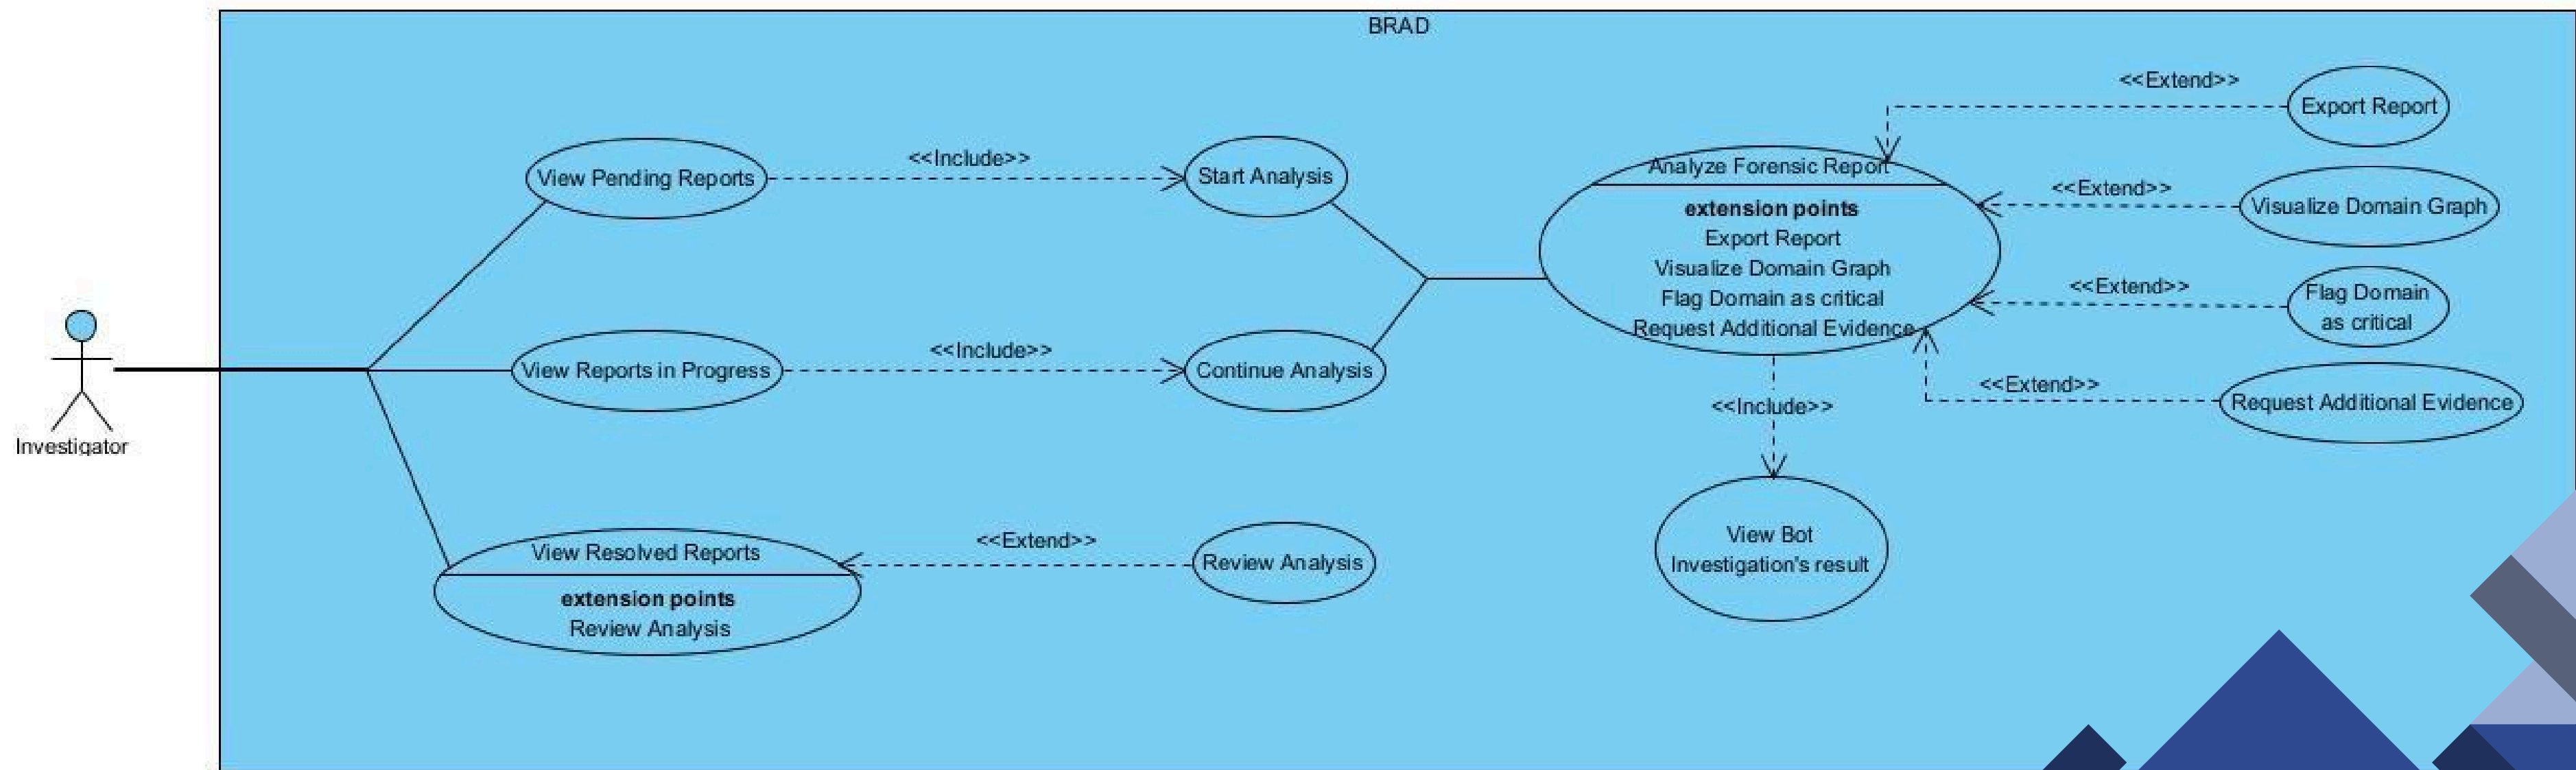 BRAD
<<Extend>>
Export Report
View Pending Reports
<<Include>>
Start Analysis
Analyze Forensic Report
extension points
Export Report
Visualize Domain Graph
Flag Domain as critical
Request Additional Evidence
<<Extend>>
Visualize Domain Graph
<<Extend>>
Flag Domain
as critical
<<Extend>>
Request Additional Evidence
View Reports in Progress
<<Include>>
Continue Analysis
<<Include>>
Investigator
View Resolved Reports
extension points
Review Analysis
<<Extend>>
Review Analysis
View Bot
Investigation's result